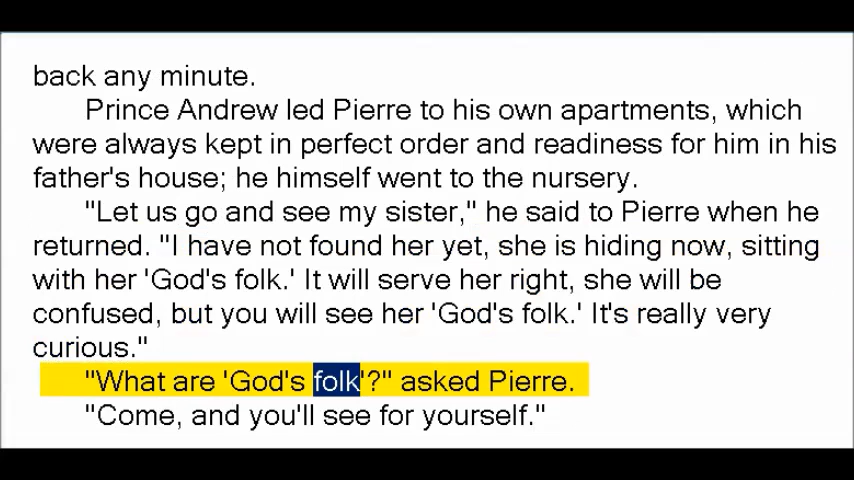 back any minute.
Prince Andrew led Pierre to his own apartments, which
were always kept in perfect order and readiness for him in his
father's house; he himself went to the nursery.
"Let us go and see my sister," he said to Pierre when he
returned. "I have not found her yet, she is hiding now, sitting
with her 'God's folk.' It will serve her right, she will be
confused, but you will see her 'God's folk.' It's really very
curious."
"What are 'God's folk'?" asked Pierre.
"Come, and you'll see for yourself."